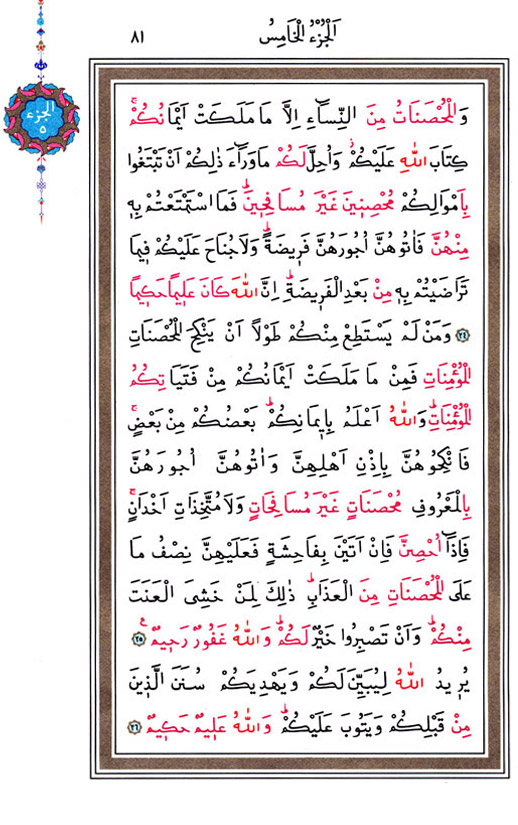 اَلْجُزْءُ الْخَامِسُ
٨١
الجزء
٥
وَالْمُحْصَنَاتُ مِنَ النِّسَٓاءِ اِلَّا مَا مَلَكَتْ اَيْمَانُكُمْۚ
كِتَابَ اللّٰهِ عَلَيْكُمْۚ وَاُحِلَّ لَكُمْ مَا وَرَٓاءَ ذٰلِكُمْ اَنْ تَبْتَغُوا
بِاَمْوَالِكُمْ مُحْصِن۪ينَ غَيْرَ مُسَافِح۪ينَۜ فَمَا اسْتَمْتَعْتُمْ بِه۪
مِنْهُنَّ فَاٰتُوهُنَّ اُجُورَهُنَّ فَر۪يضَةًۜ وَلَا جُنَاحَ عَلَيْكُمْ ف۪يمَا
تَرَاضَيْتُمْ بِه۪ مِنْ بَعْدِ الْفَر۪يضَةِۜ اِنَّ اللّٰهَ كَانَ عَل۪يمًا حَك۪يمًا
﴿٢٤﴾ وَمَنْ لَمْ يَسْتَطِعْ مِنْكُمْ طَوْلًا اَنْ يَنْكِحَ الْمُحْصَنَاتِ
الْمُؤْمِنَاتِ فَمِنْ مَا مَلَكَتْ اَيْمَانُكُمْ مِنْ فَتَيَاتِكُمُ
الْمُؤْمِنَاتِۜ وَاللّٰهُ اَعْلَمُ بِا۪يمَانِكُمْۜ بَعْضُكُمْ مِنْ بَعْضٍۚ
فَانْكِحُوهُنَّ بِاِذْنِ اَهْلِهِنَّ وَاٰتُوهُنَّ اُجُورَهُنَّ
بِالْمَعْرُوفِ مُحْصَنَاتٍ غَيْرَ مُسَافِحَاتٍ وَلَا مُتَّخِذَاتِ اَخْدَانٍۚ
فَاِذَٓا اُحْصِنَّ فَاِنْ اَتَيْنَ بِفَاحِشَةٍ فَعَلَيْهِنَّ نِصْفُ مَا
عَلَى الْمُحْصَنَاتِ مِنَ الْعَذَابِۜ ذٰلِكَ لِمَنْ خَشِيَ الْعَنَتَ
مِنْكُمْۜ وَاَنْ تَصْبِرُوا خَيْرٌ لَكُمْۜ وَاللّٰهُ غَفُورٌ رَح۪يمٌ۟ ﴿٢٥﴾
يُر۪يدُ اللّٰهُ لِيُبَيِّنَ لَكُمْ وَيَهْدِيَكُمْ سُنَنَ الَّذ۪ينَ
مِنْ قَبْلِكُمْ وَيَتُوبَ عَلَيْكُمْۜ وَاللّٰهُ عَل۪يمٌ حَك۪يمٌ ﴿٢٦﴾